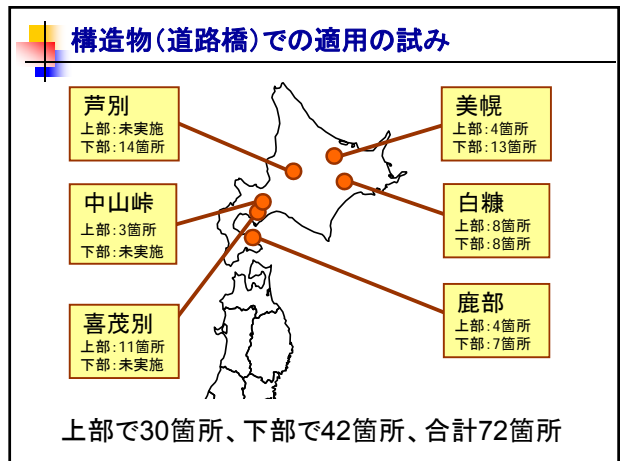 構造物(道路橋)での適用の試み
芦別
上部:未実施
下部:14箇所
中山峠
上部:3箇所
下部:未実施
喜茂別
上部:11箇所
下部:未実施
美幌
上部:4箇所
下部:13箇所
白糠
上部:8箇所
下部:8箇所
鹿部
上部:4箇所
下部:7箇所
上部で30箇所、下部で42箇所、合計72箇所